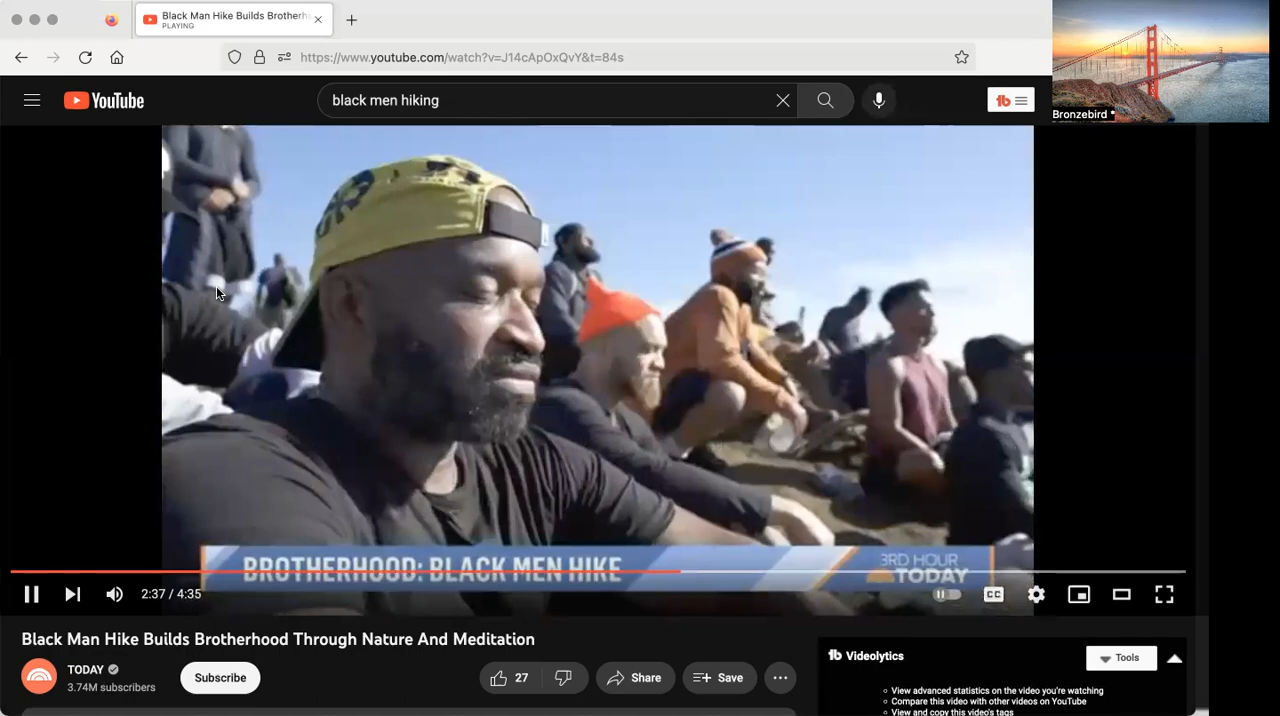 Black Man Hike Builds Brotherh
PLAYING
https://www.youtube.com/watch?v=J14cApOxQvY&t=84s
YouTube
black men hiking
tb
Bronzebird
BROTHERHOOD: BLACK MEN HIKE
3RD HOUR
TODAY
2:37 / 4:35
CC
Black Man Hike Builds Brotherhood Through Nature And Meditation
TODAY
3.74M subscribers
Subscribe
27
Share
Save
tb Videolytics
Tools
View advanced statistics on the video you're watching
Compare this video with other videos on YouTube
View and copy this video's tags